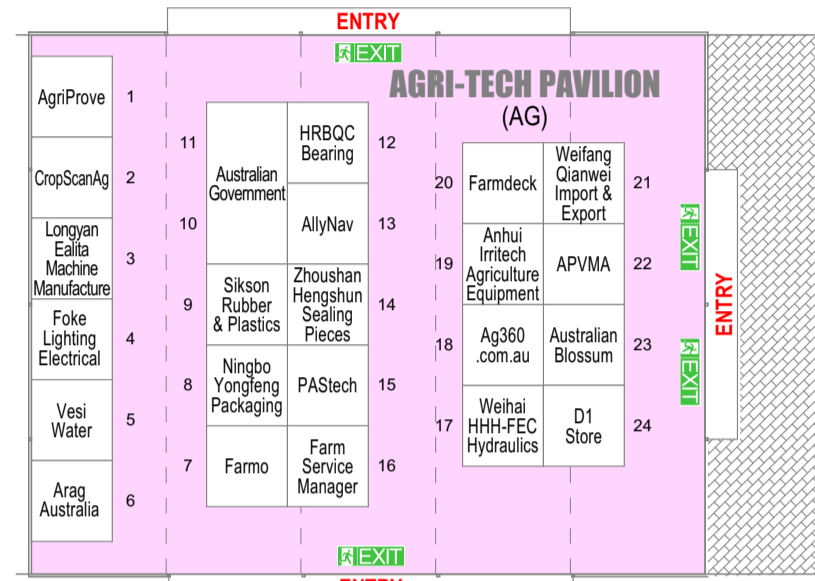 ENTRY
EXIT
AGRI-TECH PAVILION
(AG)
AgriProve
1
CropScanAg
2
Longyan
Ealita
Machine
Manufacture
3
Foke
Lighting
Electrical
4
Vesi
Water
5
Arag
Australia
6
11
Australian
Government
10
9
Sikson
Rubber
& Plastics
8
Ningbo
Yongfeng
Packaging
7
Farmo
HRBQC
Bearing
12
AllyNav
13
Zhoushan
Hengshun
Sealing
Pieces
14
PAStech
15
Farm
Service
Manager
16
20
Farmdeck
19
Anhui
Irritech
Agriculture
Equipment
18
Ag360
.com.au
17
Weihai
HHH-FEC
Hydraulics
Weifang
Qianwei
Import &
Export
21
APVMA
22
Australian
Blossum
23
D1
Store
24
EXIT
EXIT
ENTRY
EXIT
ENTRY